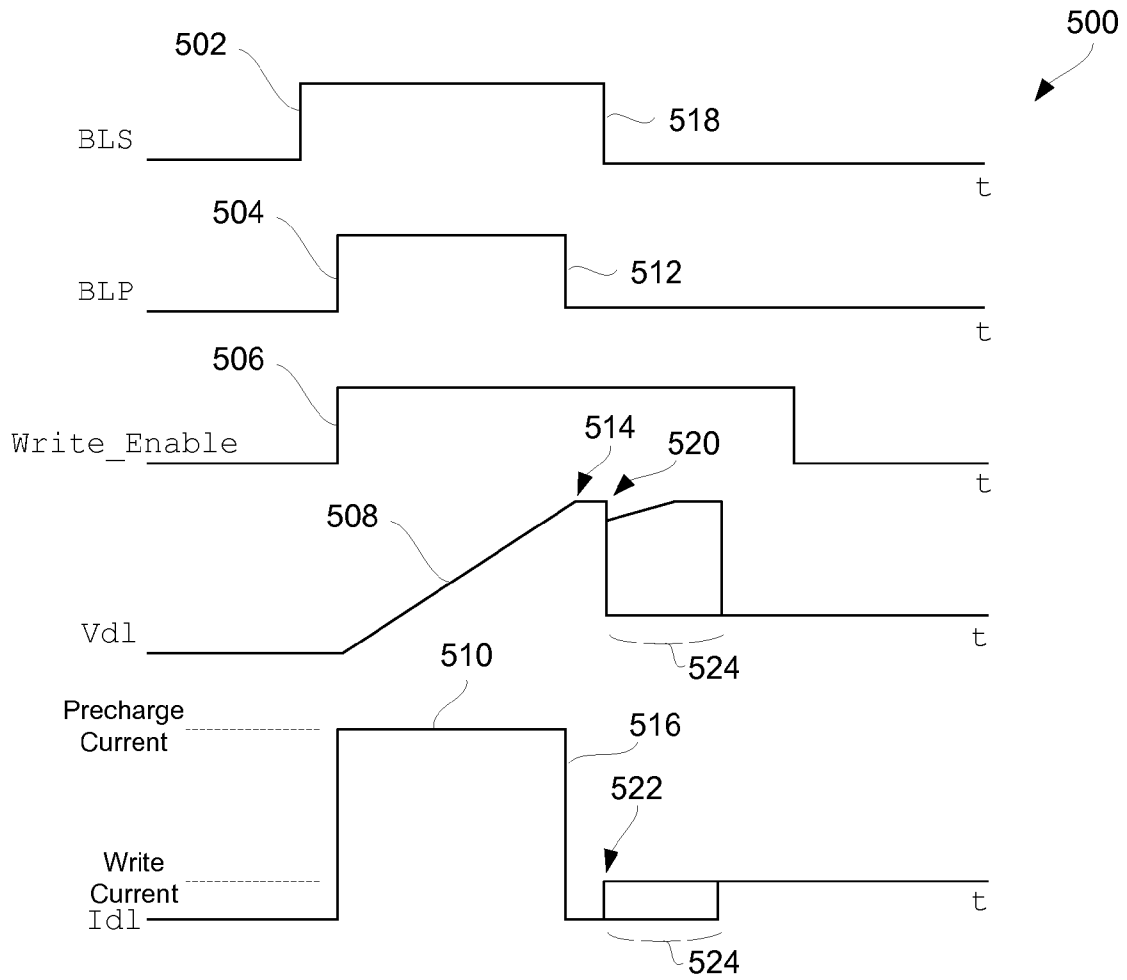 500
502
BLS
518
t
504
BLP
512
t
506
Write_Enable
514
520
t
508
Vdl
t
524
510
Precharge
Current
516
522
Write
Current
Idl
t
524